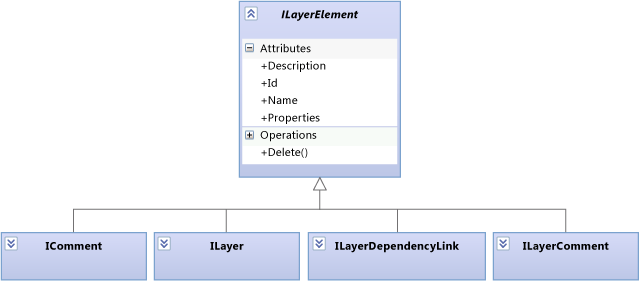 ILayerElement
Attributes
+Description
+Id
+Name
+Properties
Operations
+Delete()
IComment
ILayer
ILayerDependencyLink
ILayerComment